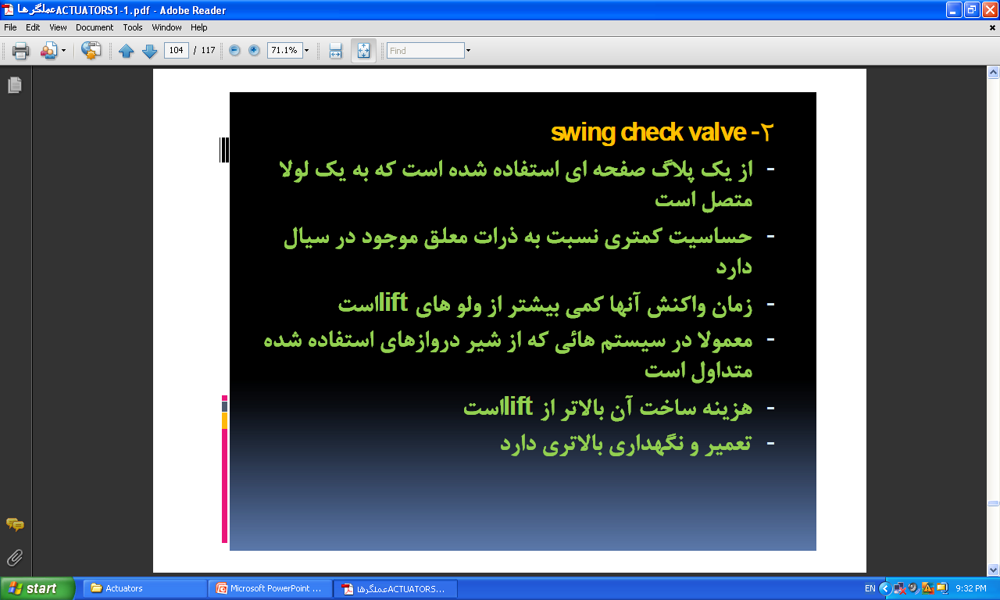 عملگرهاACTUATORS1-1.pdf - Adobe Reader
File Edit View Document Tools Window Help
104 / 117 71.1% Find
۲- swing check valve
- از یک پلاگ صفحه ای استفاده شده است که به یک لولا
متصل است
- حساسیت کمتری نسبت به ذرات معلق موجود در سیال
دارد
- زمان واکنش آنها کمی بیشتر از ولو های liftاست
- معمولا در سیستم هائی که از شیر دروازهای استفاده شده
متداول است
- هزینه ساخت آن بالاتر از liftاست
- تعمیر و نگهداری بالاتری دارد
start Actuators Microsoft PowerPoint ... عملگرهاACTUATORS... EN 9:32 PM